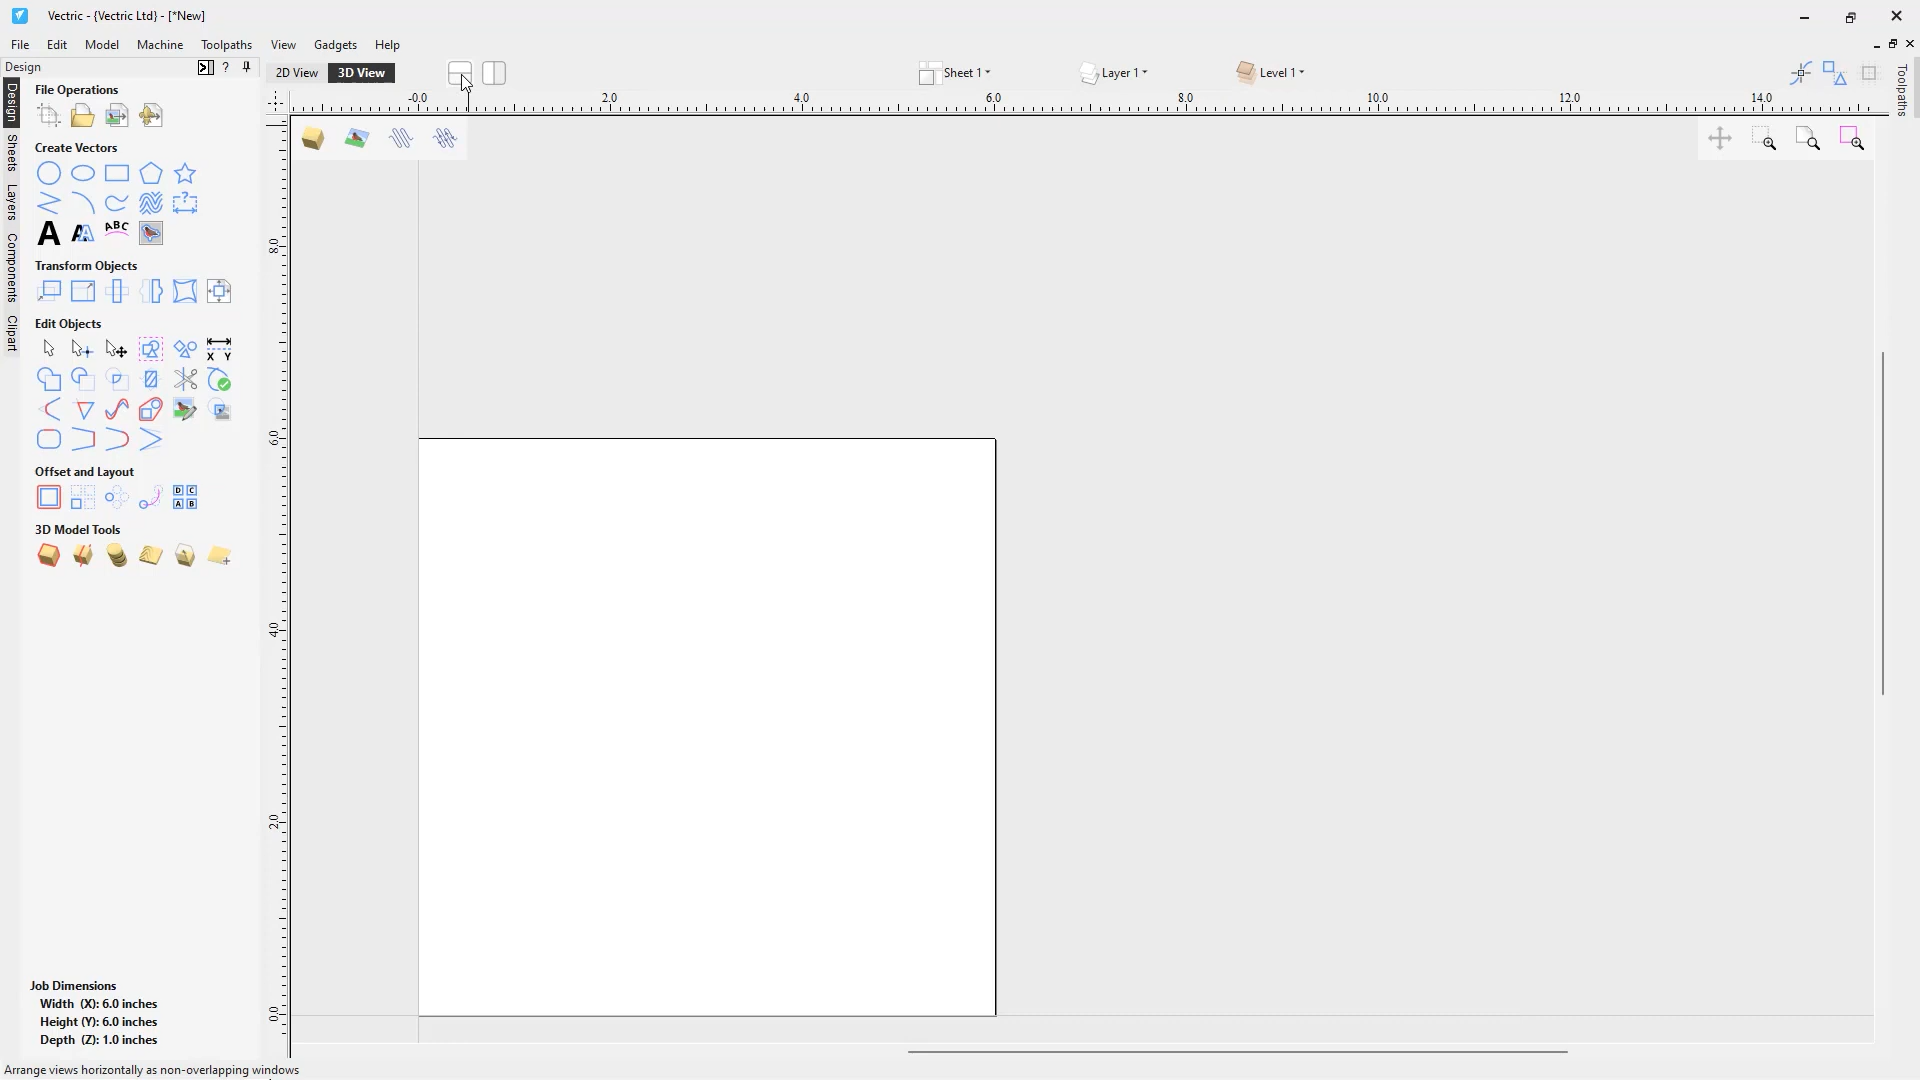 Vectric - {Vectric Ltd} - [*New]
File Edit Model Machine Toolpaths View Gadgets Help
Design
2D View 3D View
Sheet 1
Layer 1
Level 1
Toolpaths
-0.0 2.0 4.0 6.0 8.0 10.0 12.0 14.0
Design
Sheets
Layers
Components
Clipart
File Operations
Create Vectors
A
ABC
Transform Objects
Edit Objects
X Y
Offset and Layout
D C
A B
3D Model Tools
8.0
6.0
4.0
2.0
0.0
Job Dimensions
Width (X): 6.0 inches
Height (Y): 6.0 inches
Depth (Z): 1.0 inches
Arrange views horizontally as non-overlapping windows